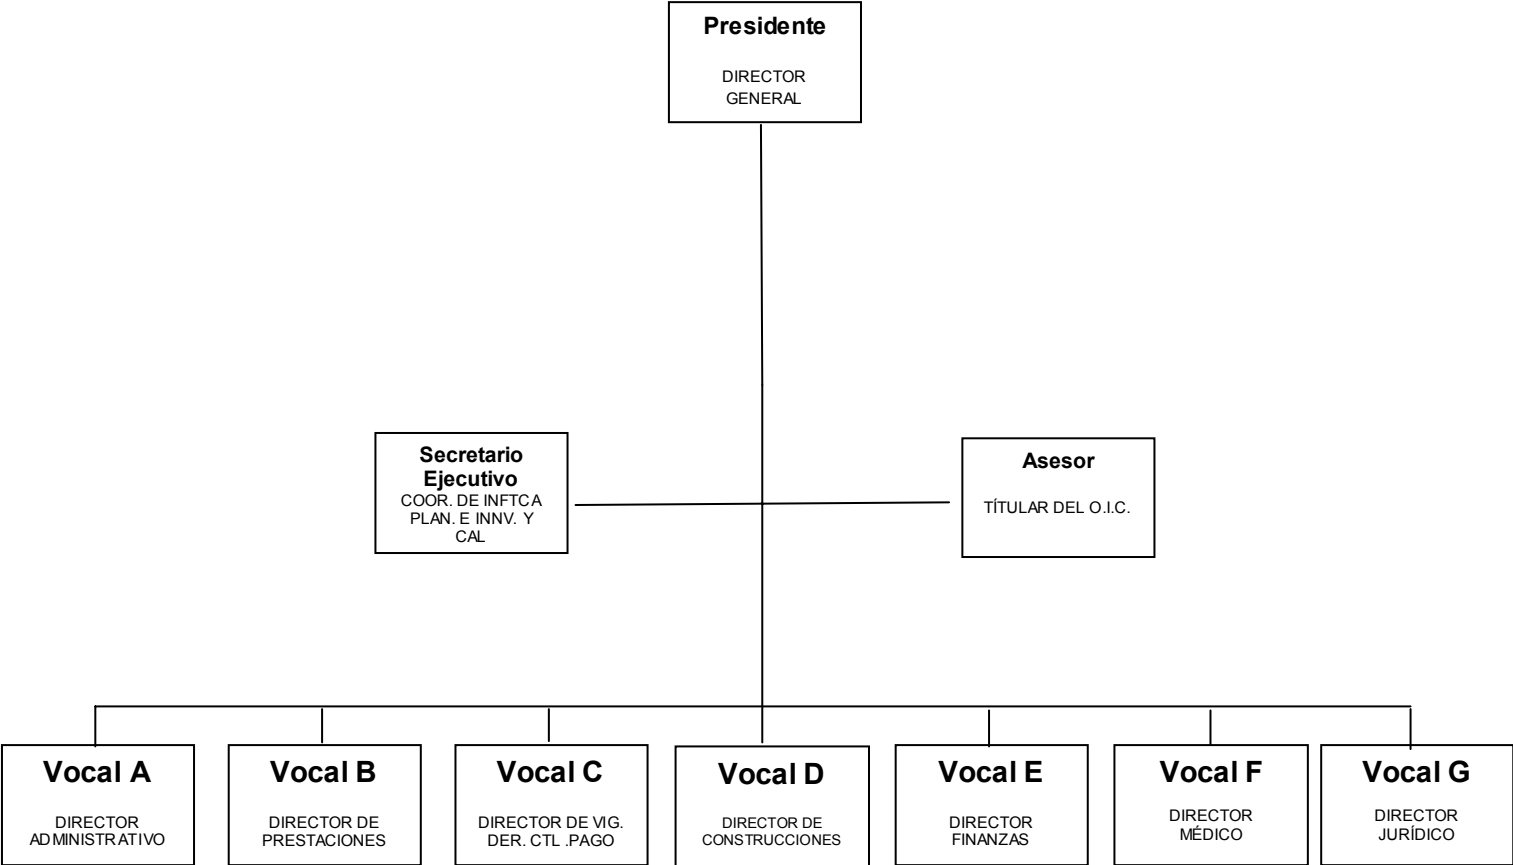 Presidente
DIRECTOR
GENERAL
Secretario
Ejecutivo
COOR. DE INFTCA
PLAN. E INNV. Y
CAL
Asesor
TÍTULAR DEL O.I.C.
Vocal A
DIRECTOR
ADMINISTRATIVO
Vocal B
DIRECTOR DE
PRESTACIONES
Vocal C
DIRECTOR DE VIG.
DER. CTL .PAGO
Vocal D
DIRECTOR DE
CONSTRUCCIONES
Vocal E
DIRECTOR
FINANZAS
Vocal F
DIRECTOR
MÉDICO
Vocal G
DIRECTOR
JURÍDICO